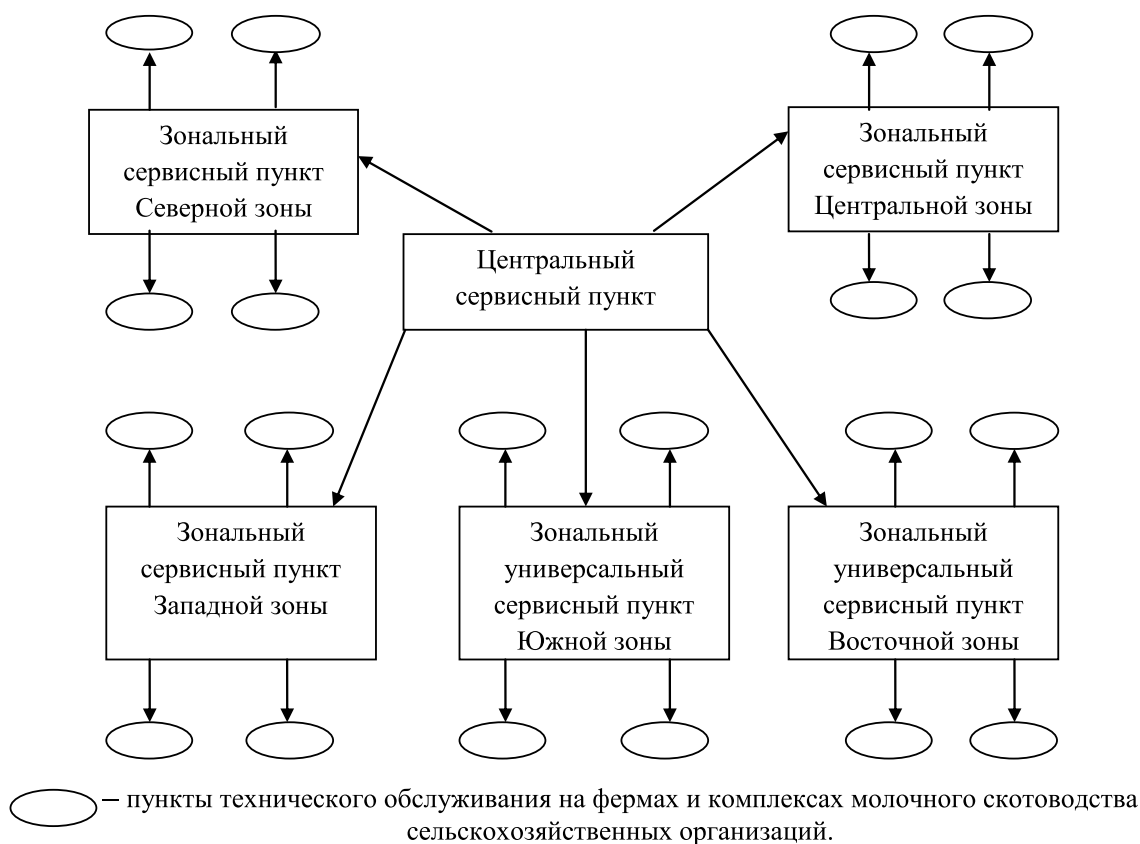 Зональный
сервисный пункт
Северной зоны
Зональный
сервисный пункт
Центральной зоны
Центральный
сервисный пункт
Зональный
сервисный пункт
Западной зоны
Зональный
универсальный
сервисный пункт
Южной зоны
Зональный
универсальный
сервисный пункт
Восточной зоны
– пункты технического обслуживания на фермах и комплексах молочного скотоводства
сельскохозяйственных организаций.